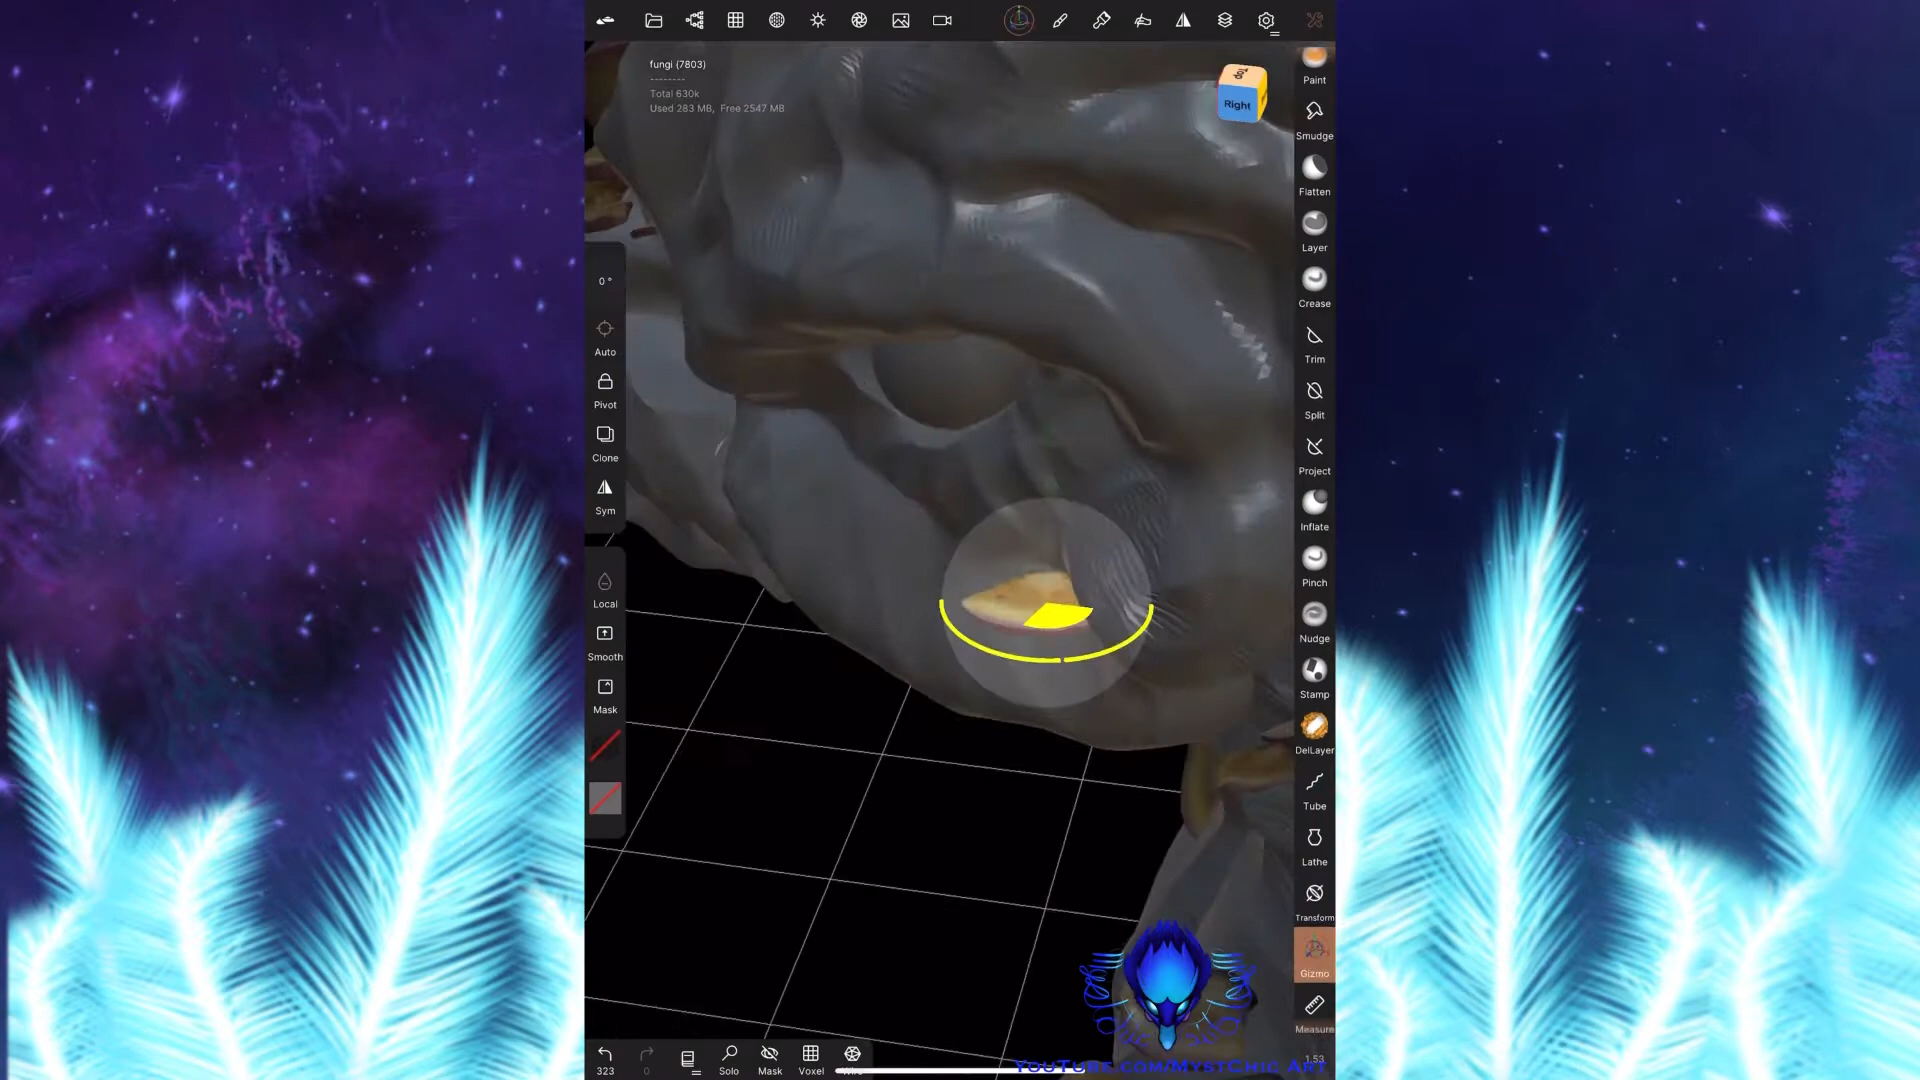 fungi (7803)
--------
Total 630k
Used 283 MB, Free 2547 MB
Top
Right
Paint
Smudge
Flatten
Layer
Crease
Trim
Split
Project
Inflate
Pinch
Nudge
Stamp
DelLayer
Tube
Lathe
Transform
Gizmo
Measure
1.53
0 °
Auto
Pivot
Clone
Sym
Local
Smooth
Mask
323
0
Solo
Mask
Voxel
YouTube.com/MystChic Art